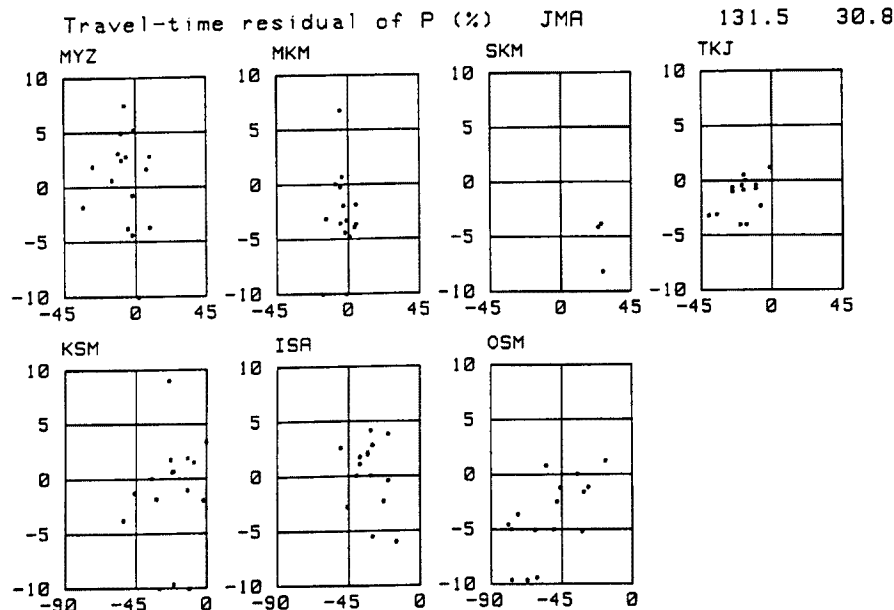 Travel-time residual of P (%) JMA 131.5 30.8
MYZ MKM SKM TKJ
10 10 10 10
5 5 5 5
0 0 0 0
-5 -5 -5 -5
-10 -10 -10 -10
-45 0 45 -45 0 45 -45 0 45 -45 0 45
KSM ISA OSM
10 10 10
5 5 5
0 0 0
-5 -5 -5
-10 -10 -10
-90 -45 0 -90 -45 0 -90 -45 0